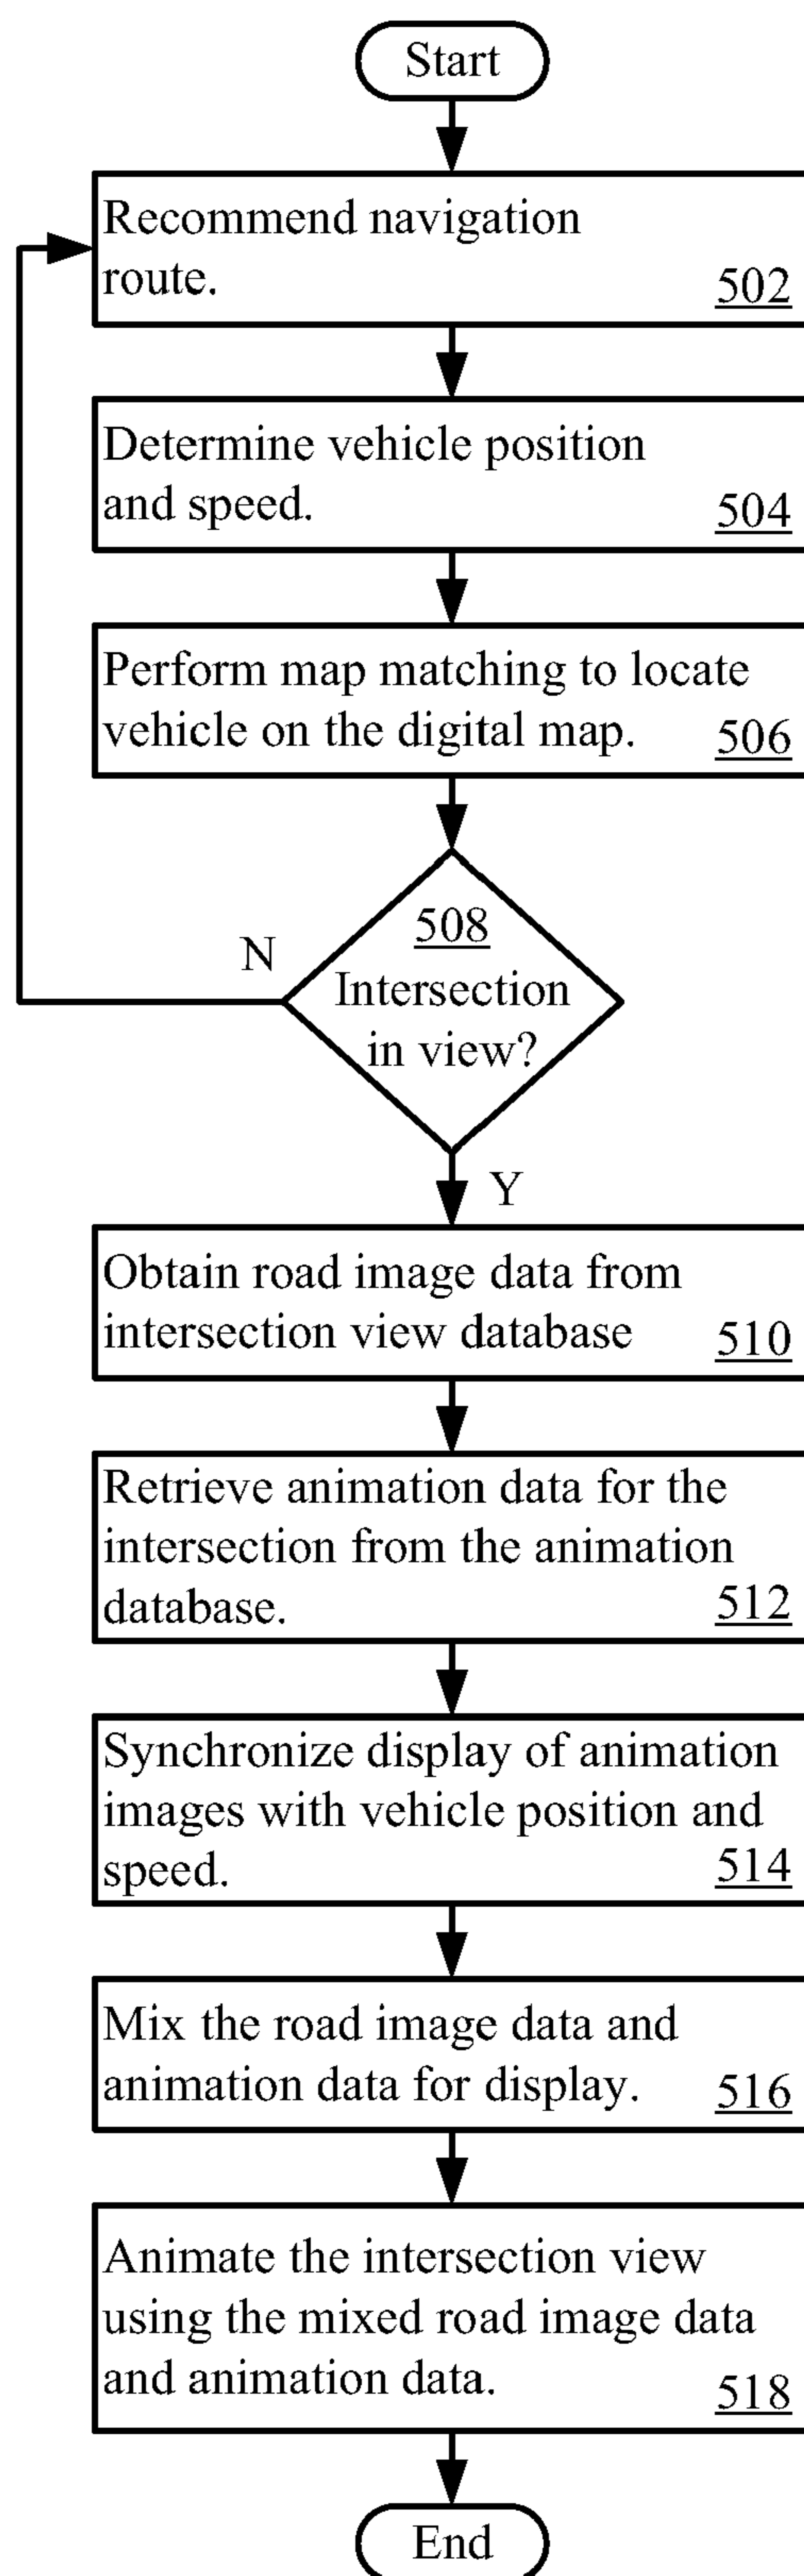 Start
Recommend navigation
route.
502
Determine vehicle position
and speed.
504
Perform map matching to locate
vehicle on the digital map.
506
508
Intersection
in view?
N
Y
Obtain road image data from
intersection view database
510
Retrieve animation data for the
intersection from the animation
database.
512
Synchronize display of animation
images with vehicle position and
speed.
514
Mix the road image data and
animation data for display.
516
Animate the intersection view
using the mixed road image data
and animation data.
518
End